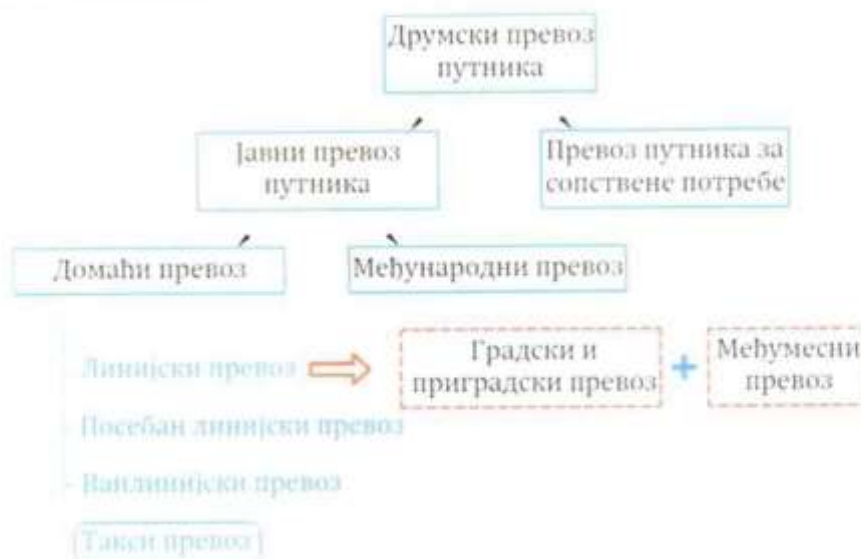 Друмски превоз
путника
Јавни превоз
путника
Превоз путника за
сопствене потребе
Домаћи превоз
Међународни превоз
Линијски превоз
Градски и
приградски превоз
+
Међумесни
превоз
- Посебан линијски превоз
- Ванлинијски превоз
Такси превоз